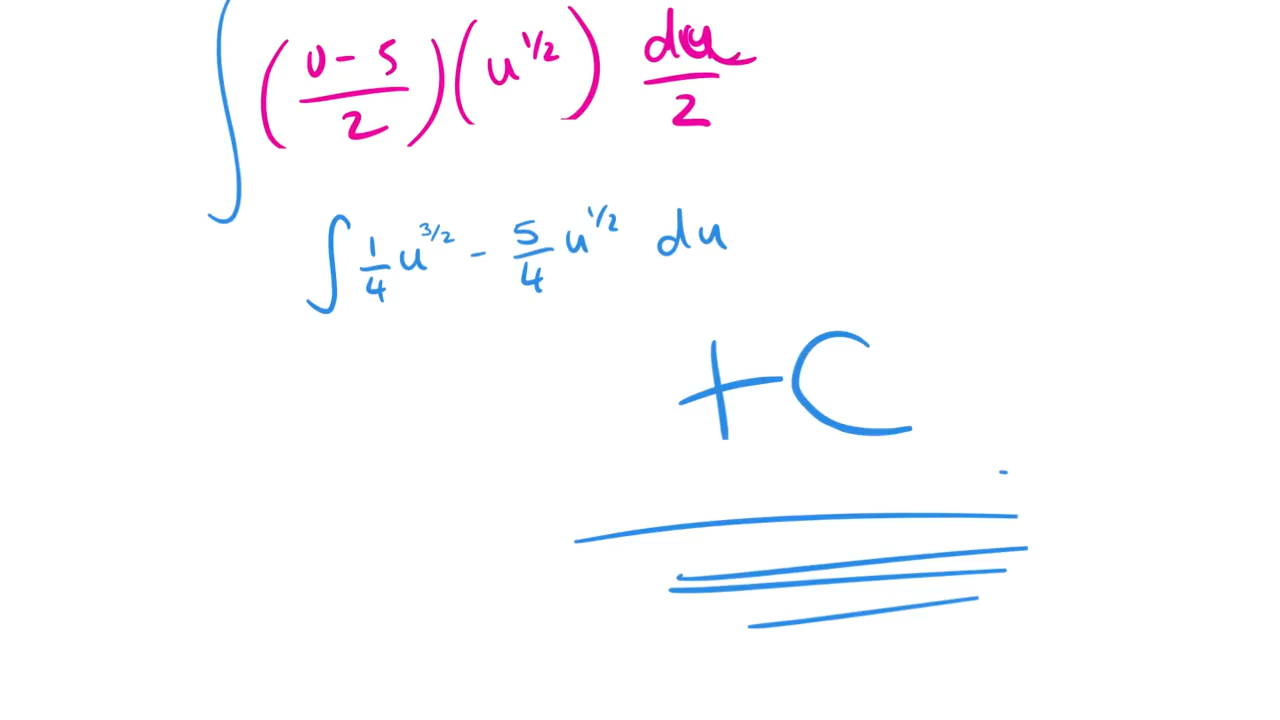 ∫ ((u - 5)/2) (u^1/2) du/2
∫ 1/4 u^3/2 - 5/4 u^1/2 du
+C